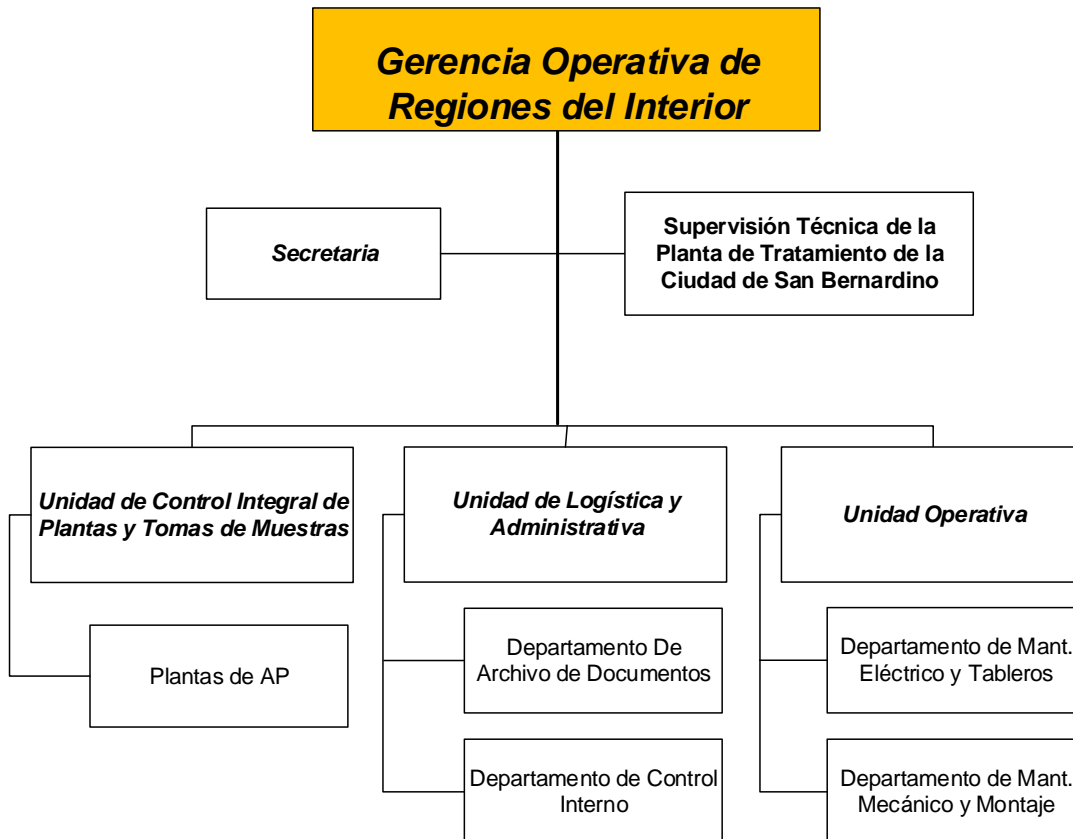 Gerencia Operativa de
Regiones del Interior
Secretaria
Supervisión Técnica de la
Planta de Tratamiento de la
Ciudad de San Bernardino
Unidad de Control Integral de
Plantas y Tomas de Muestras
Unidad de Logística y
Administrativa
Unidad Operativa
Plantas de AP
Departamento De
Archivo de Documentos
Departamento de Mant.
Eléctrico y Tableros
Departamento de Control
Interno
Departamento de Mant.
Mecánico y Montaje